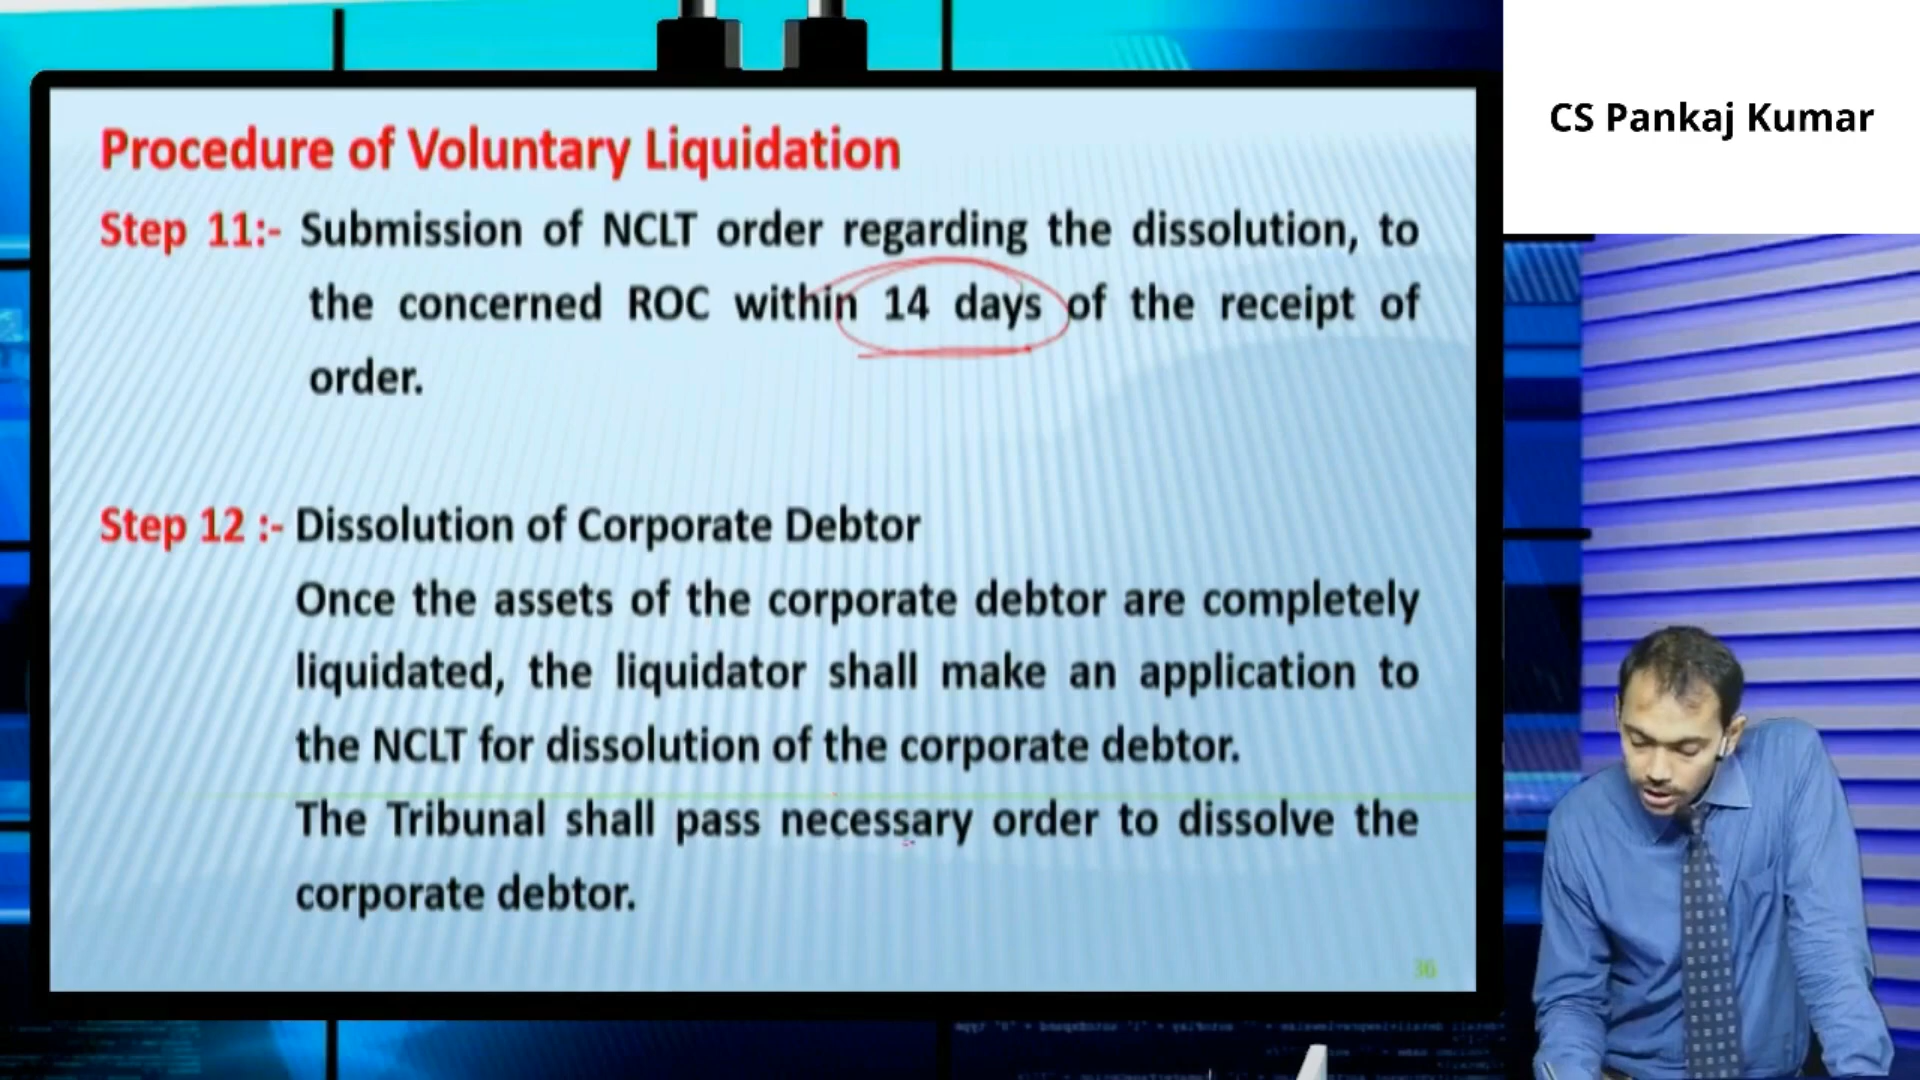 CS Pankaj Kumar
Procedure of Voluntary Liquidation
Step 11:- Submission of NCLT order regarding the dissolution, to
the concerned ROC within 14 days of the receipt of
order.
Step 12 :- Dissolution of Corporate Debtor
Once the assets of the corporate debtor are completely
liquidated, the liquidator shall make an application to
the NCLT for dissolution of the corporate debtor.
The Tribunal shall pass necessary order to dissolve the
corporate debtor.
36